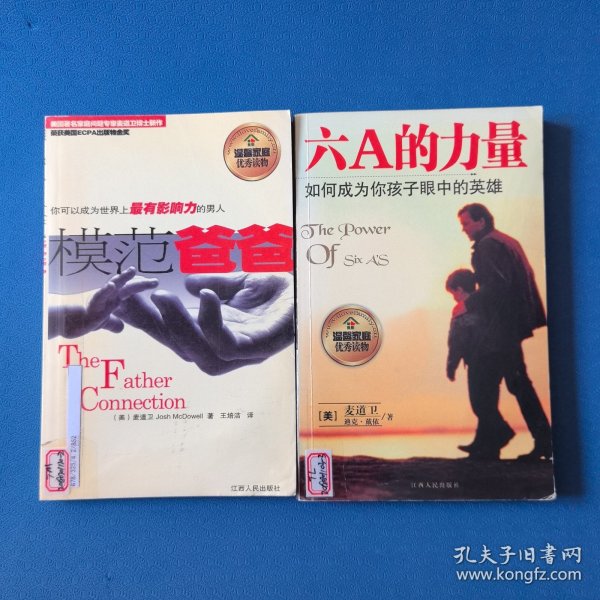 美国著名家庭问题专家麦道卫博士新作
荣获美国ECPA出版物金奖
温馨家庭
优秀读物
你可以成为世界上最有影响力的男人
模范爸爸
The Father
Connection
(美) 麦道卫 Josh McDowell 著 王培洁 译
江西人民出版社
六A的力量
如何成为你孩子眼中的英雄
The Power
Of Six A'S
温馨家庭
优秀读物
[美] 麦道卫
迪克·戴依 /著
江西人民出版社
孔夫子旧书网
www.kongfz.com